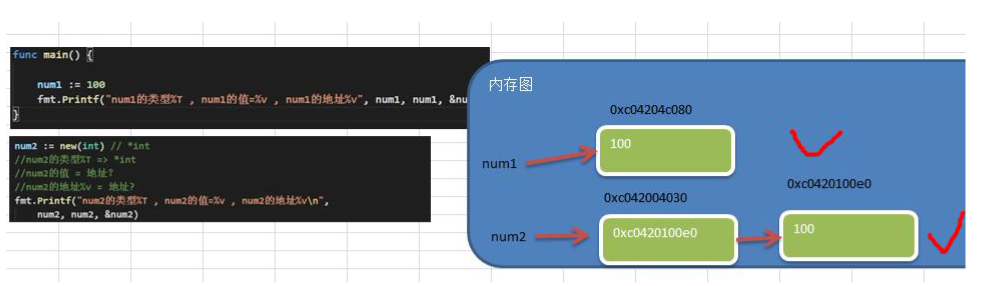 func main() {
num1 := 100
fmt.Printf("num1的类型%T , num1的值=%v , num1的地址%v", num1, num1, &nu
}
num2 := new(int) // *int
//num2的类型%T => *int
//num2的值 = 地址?
//num2的地址%v = 地址?
fmt.Printf("num2的类型%T , num2的值=%v , num2的地址%v\n",
num2, num2, &num2)
内存图
0xc04204c080
100
num1
0xc0420100e0
0xc042004030
num2
0xc0420100e0
100